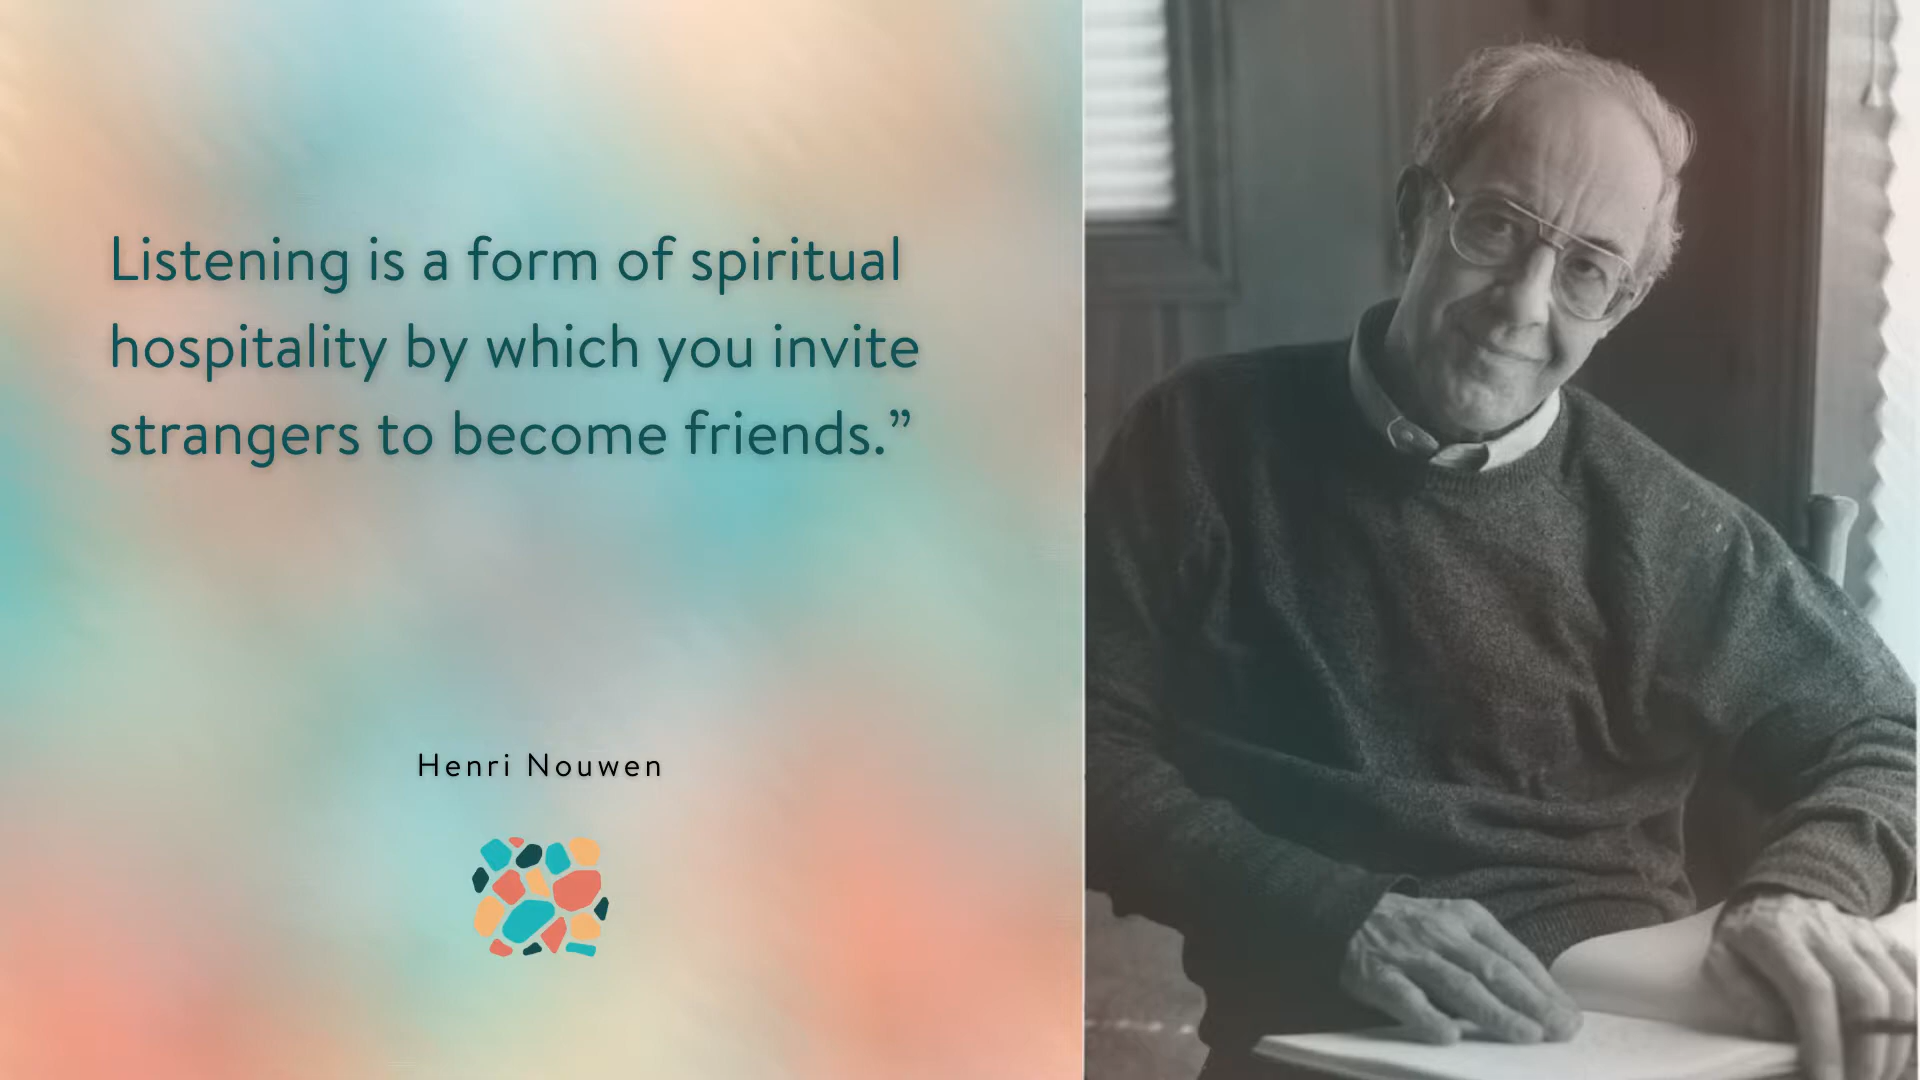 Listening is a form of spiritual
hospitality by which you invite
strangers to become friends.”
Henri Nouwen